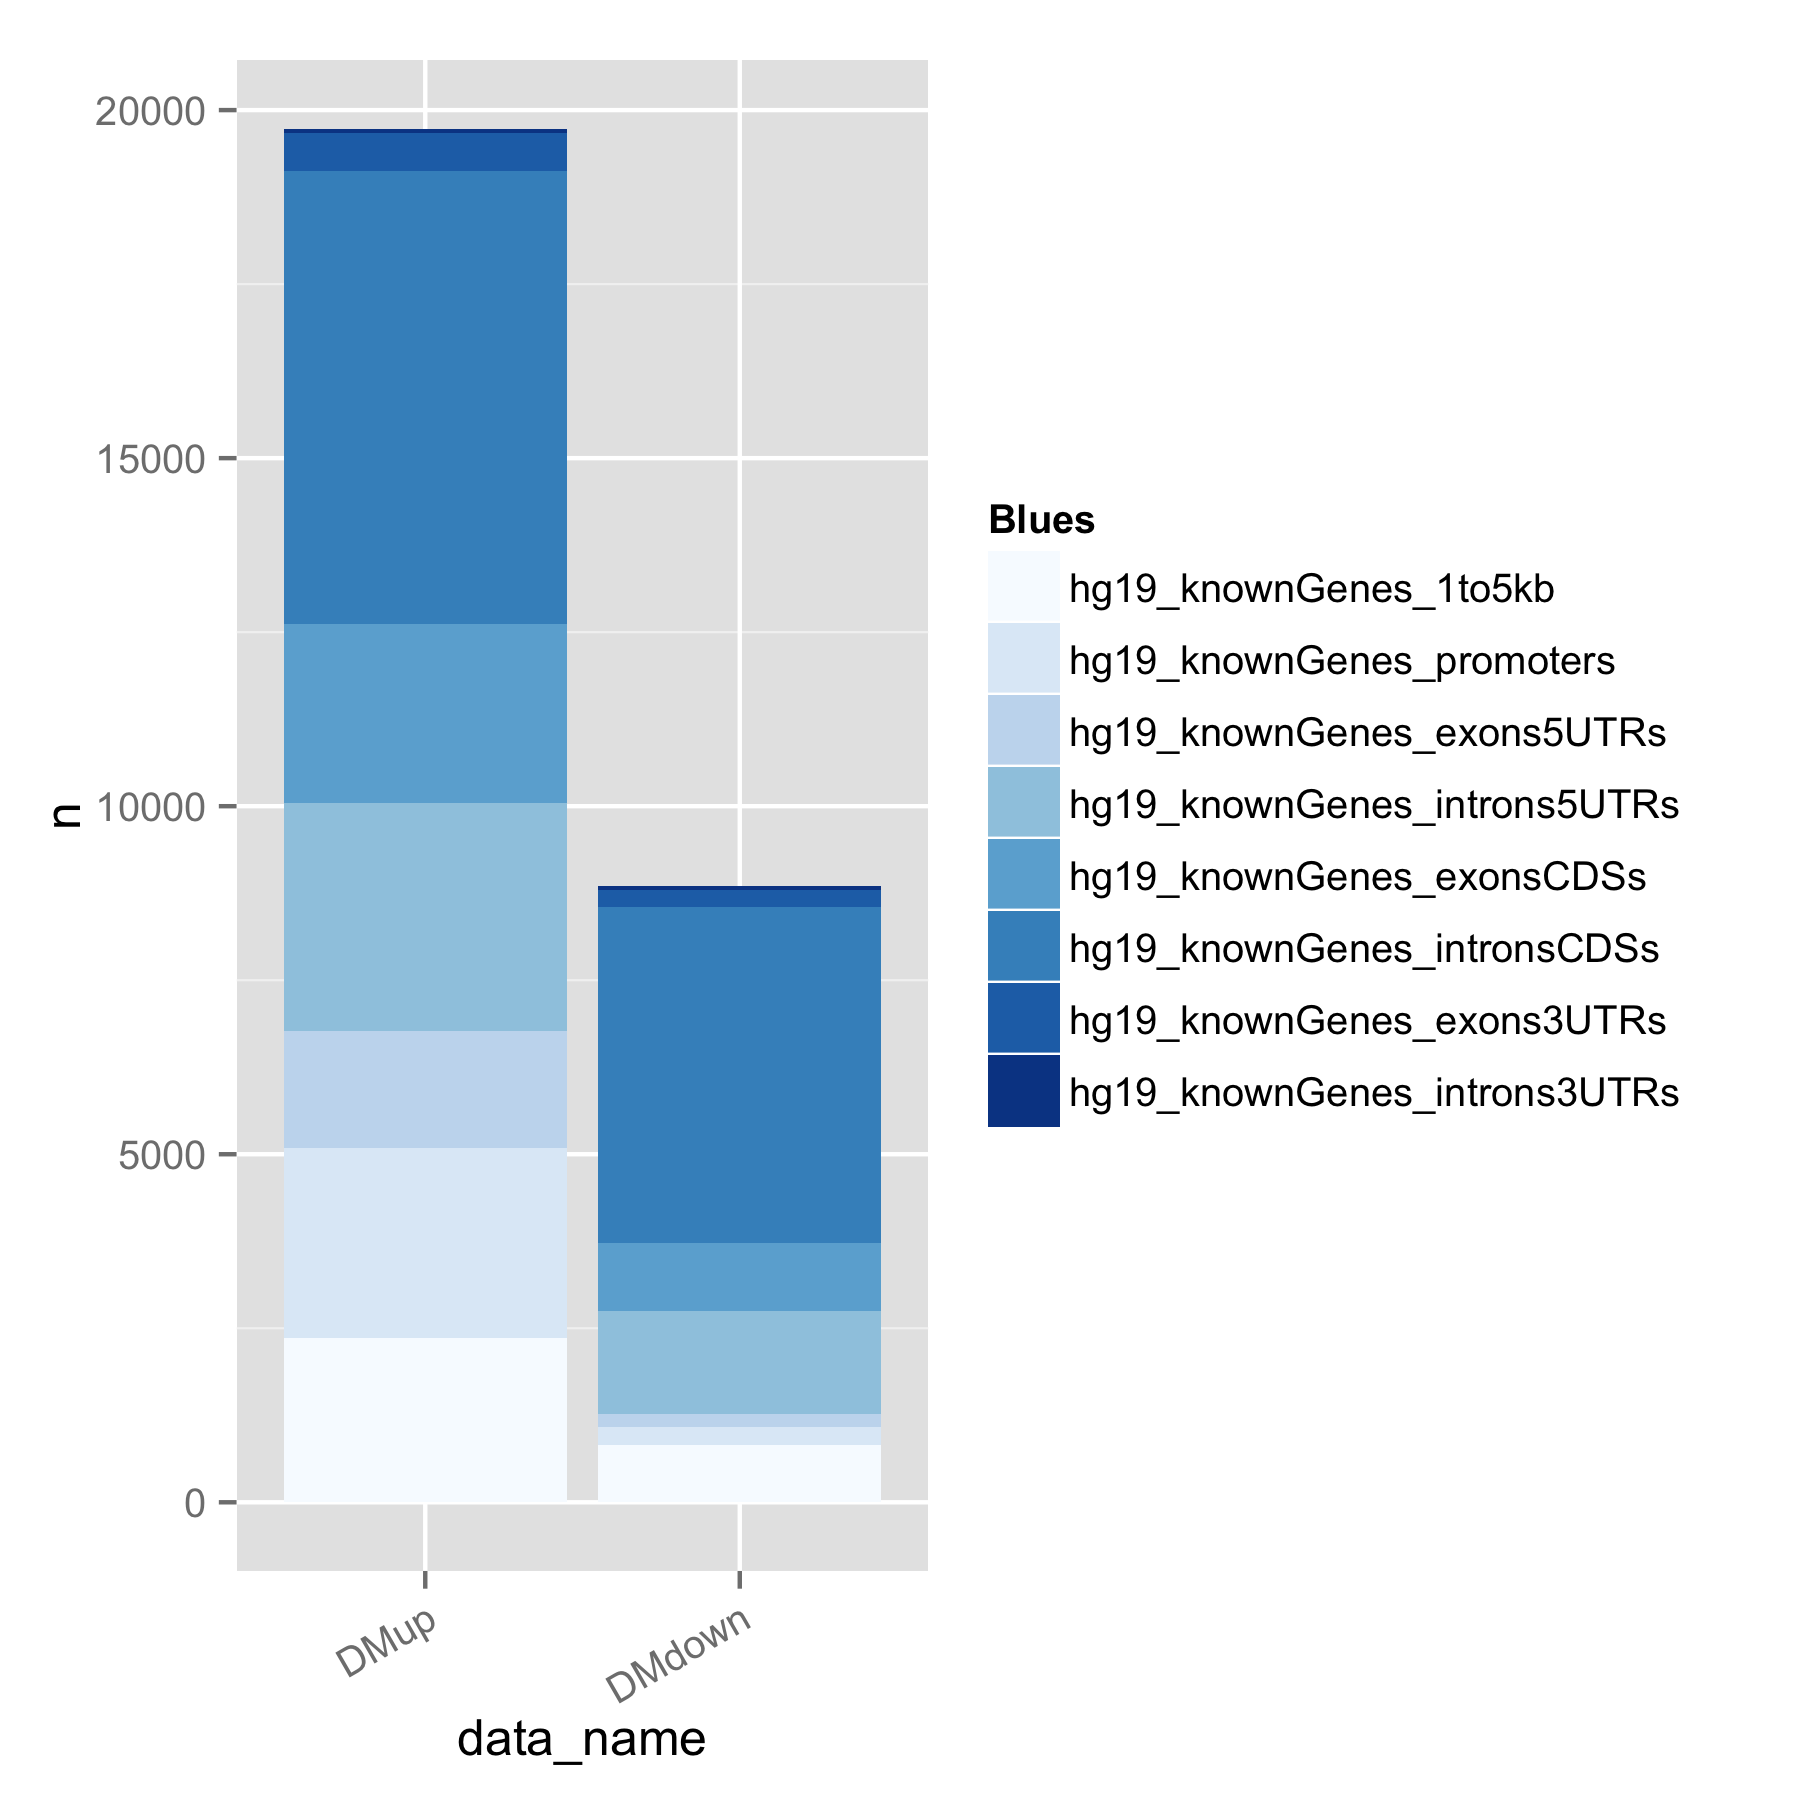 20000
15000
10000
5000
0
n
DMup
DMdown
data_name
Blues
hg19_knownGenes_1to5kb
hg19_knownGenes_promoters
hg19_knownGenes_exons5UTRs
hg19_knownGenes_introns5UTRs
hg19_knownGenes_exonsCDSs
hg19_knownGenes_intronsCDSs
hg19_knownGenes_exons3UTRs
hg19_knownGenes_introns3UTRs